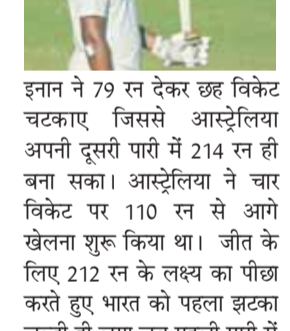 इनान ने 79 रन देकर छह विकेट
चटकाए जिससे आस्ट्रेलिया
अपनी दूसरी पारी में 214 रन ही
बना सका। आस्ट्रेलिया ने चार
विकेट पर 110 रन से आगे
खेलना शुरू किया था। जीत के
लिए 212 रन के लक्ष्य का पीछा
करते हुए भारत को पहला झटका